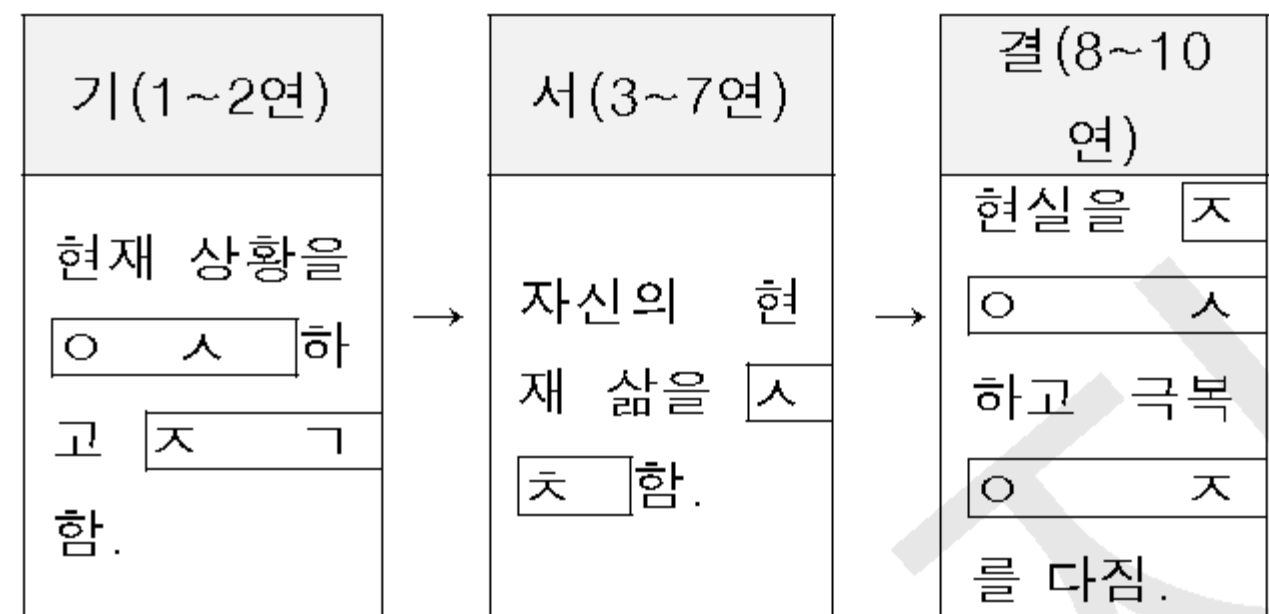 기(1~2연)
현재 상황을
ㅇ ㅅ 하
고 ㅈ ㄱ
함.
→
서(3~7연)
자신의 현
재 삶을 ㅅ
ㅊ 함.
→
결(8~10
연)
현실을 ㅈ
ㅇ ㅅ
하고 극복
ㅇ ㅈ
를 다짐.